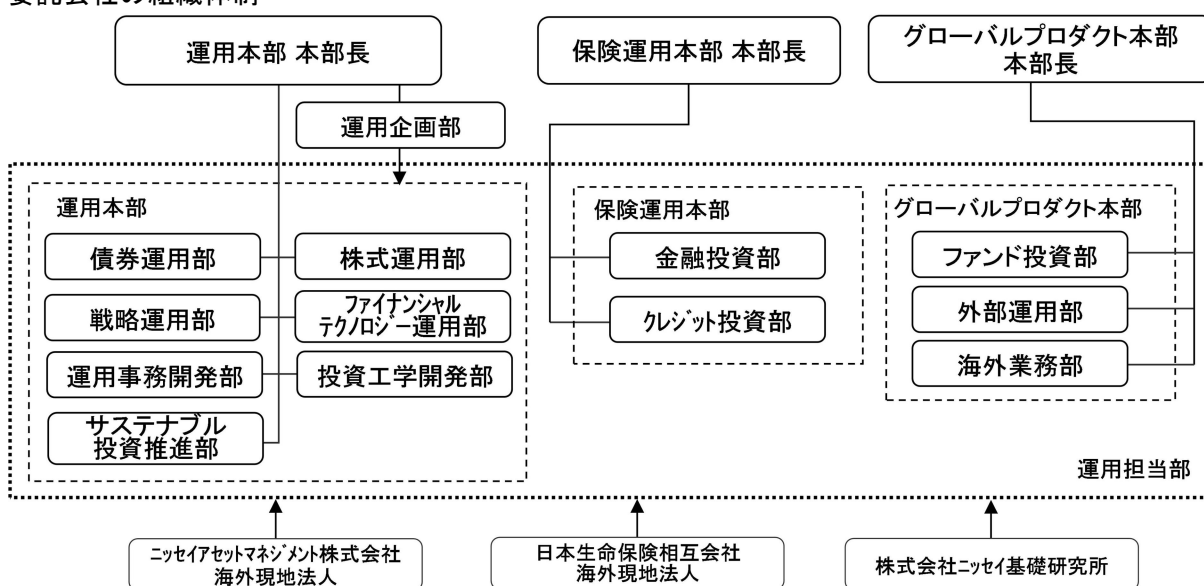 委託会社の組織体制
運用本部 本部長
保険運用本部 本部長
グローバルプロダクト本部
本部長
運用企画部
運用本部
債券運用部
株式運用部
戦略運用部
ファイナンシャル
テクノロジー運用部
運用事務開発部
投資工学開発部
サステナブル
投資推進部
保険運用本部
金融投資部
クレジット投資部
グローバルプロダクト本部
ファンド投資部
外部運用部
海外業務部
運用担当部
ニッセイアセットマネジメント株式会社
海外現地法人
日本生命保険相互会社
海外現地法人
株式会社ニッセイ基礎研究所